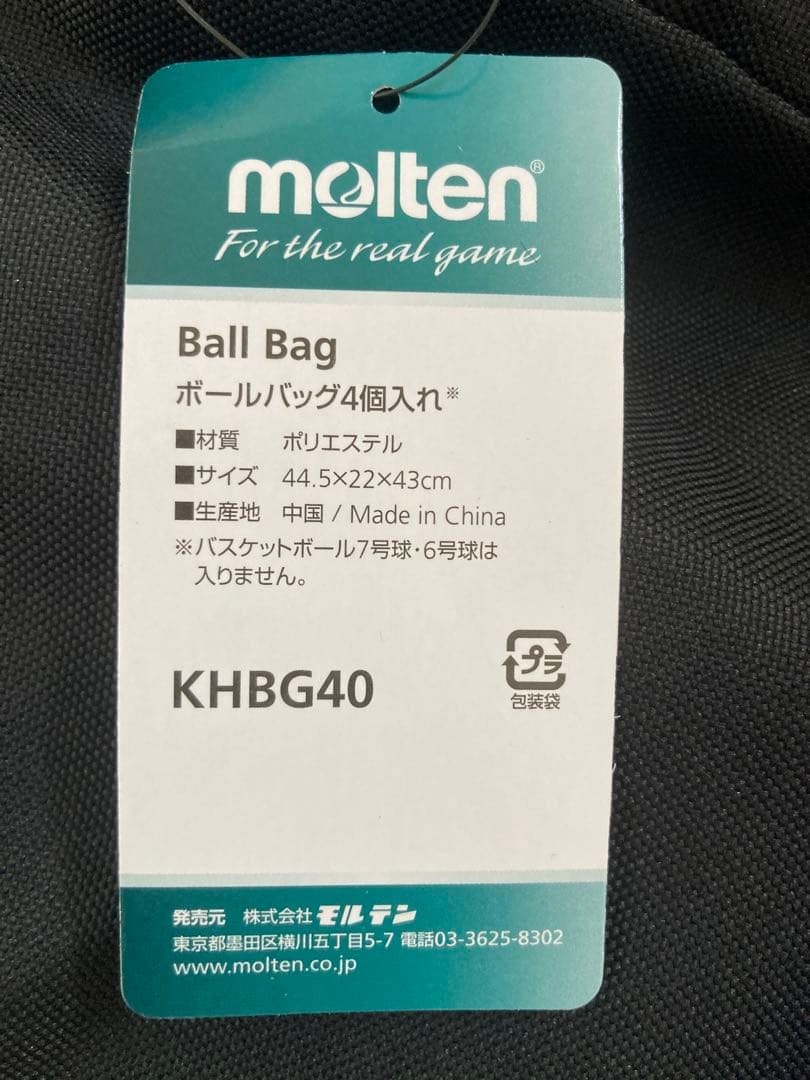 molten®
For the real game
Ball Bag
ボールバッグ4個入れ※
■材質 ポリエステル
■サイズ 44.5×22×43cm
■生産地 中国 / Made in China
※バスケットボール7号球・6号球は
入りません。
プラ
包装袋
KHBG40
発売元 株式会社モルテン
東京都墨田区横川五丁目5-7 電話03-3625-8302
www.molten.co.jp